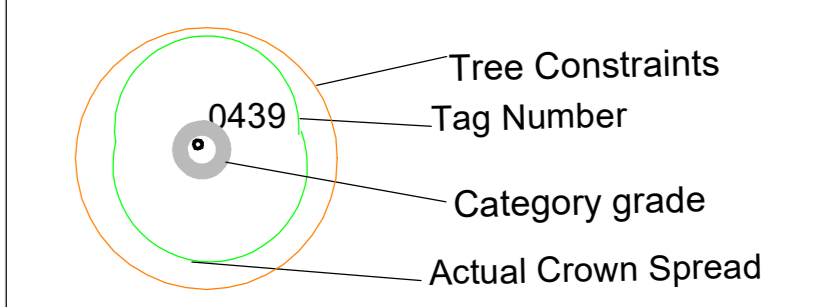 Tree Constraints
0439
Tag Number
Category grade
Actual Crown Spread